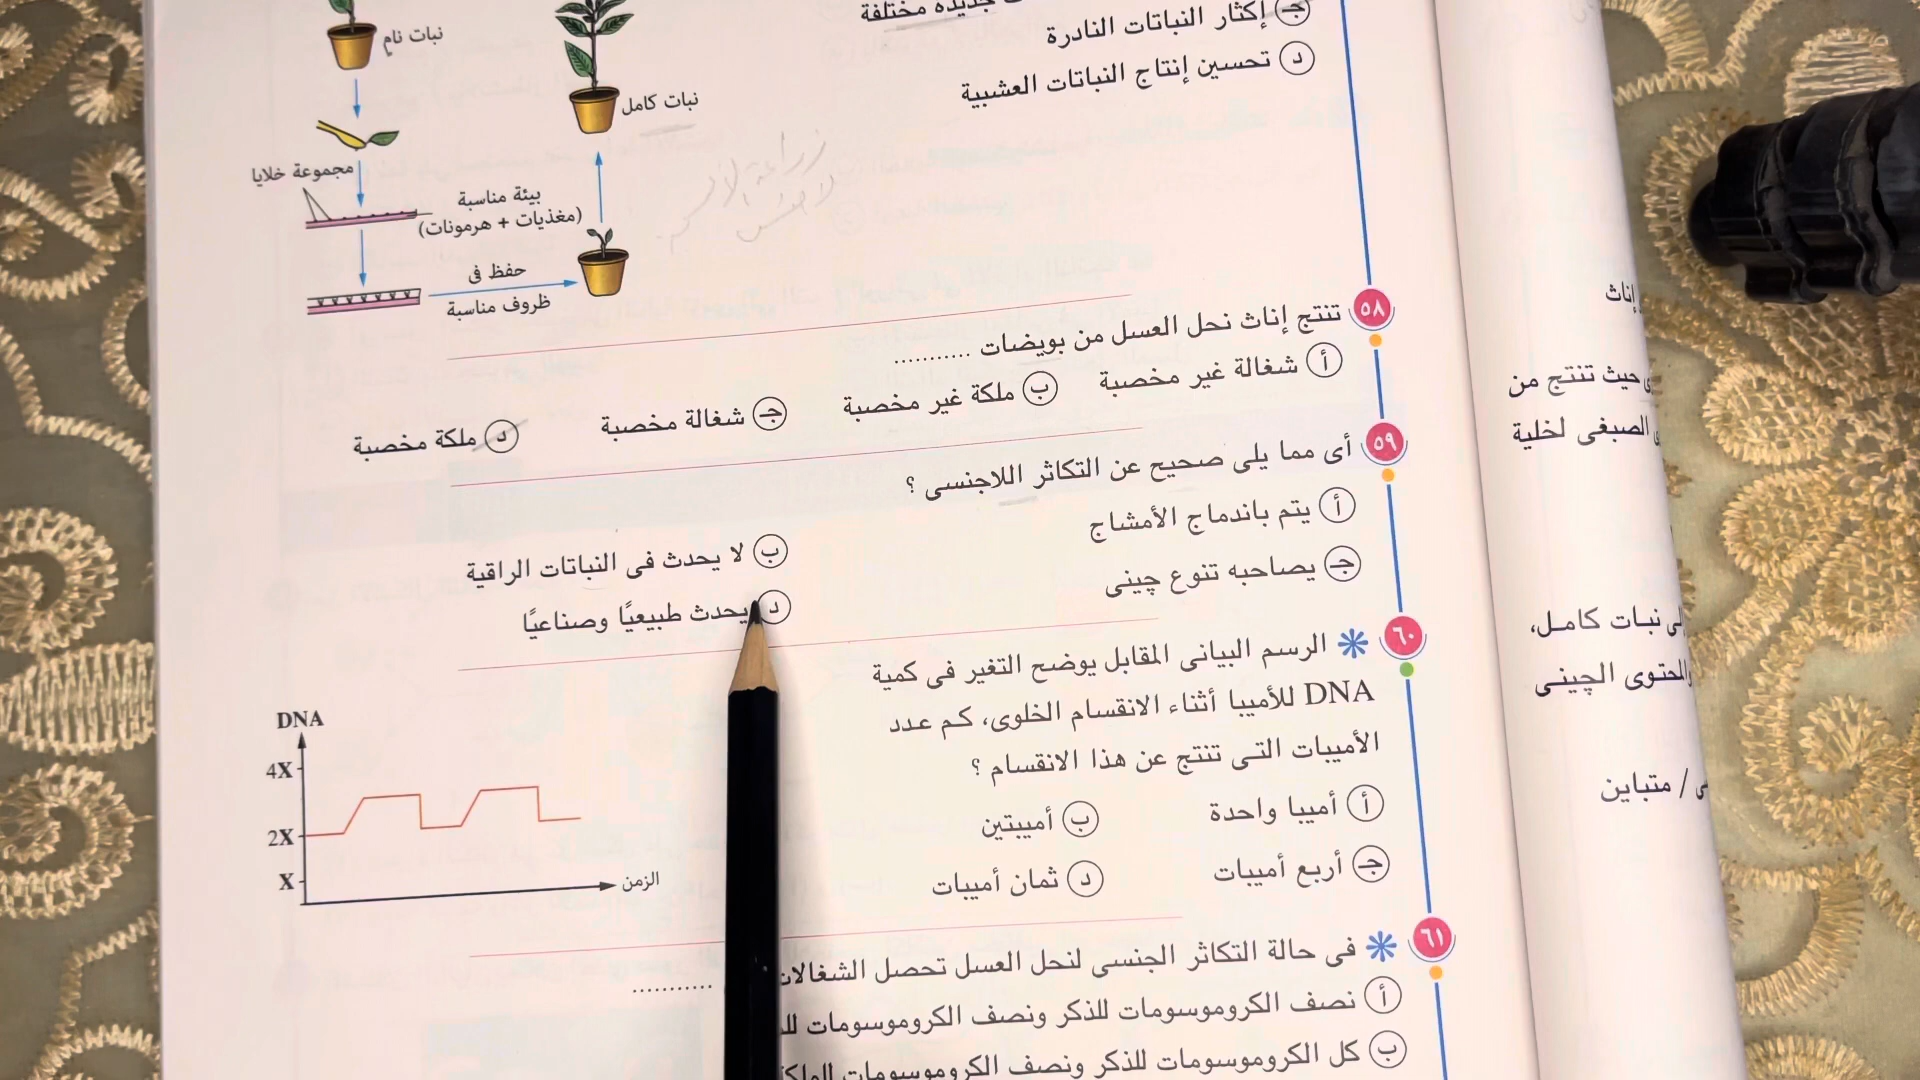 إكثار النباتات النادرة
د تحسين إنتاج النباتات العشبية
نبات نام
نبات كامل
مجموعة خلايا
بيئة مناسبة
(مغذيات + هرمونات)
حفظ فى
ظروف مناسبة
٥٨ تنتج إناث نحل العسل من بويضات ...........
أ شغالة غير مخصبة
ب ملكة غير مخصبة
جـ شغالة مخصبة
د ملكة مخصبة
٥٩ أى مما يلى صحيح عن التكاثر اللاجنسى ؟
أ يتم باندماج الأمشاج
ب لا يحدث فى النباتات الراقية
جـ يصاحبه تنوع چينى
د يحدث طبيعيًا وصناعيًا
٦٠ * الرسم البيانى المقابل يوضح التغير فى كمية
DNA للأميبا أثناء الانقسام الخلوى، كم عدد
الأميبات التى تنتج عن هذا الانقسام ؟
أ أميبا واحدة
ب أميبتين
جـ أربع أميبات
د ثمان أميبات
DNA
4X
2X
X
الزمن
٦١ * فى حالة التكاثر الجنسى لنحل العسل تحصل الشغالات ...........
أ نصف الكروموسومات للذكر ونصف الكروموسومات
ب كل الكروموسومات للذكر ونصف الكروموسومات
إناث
حيث تنتج من
الصبغى لخلية
نبات كامل،
المحتوى الچينى
/ متباين